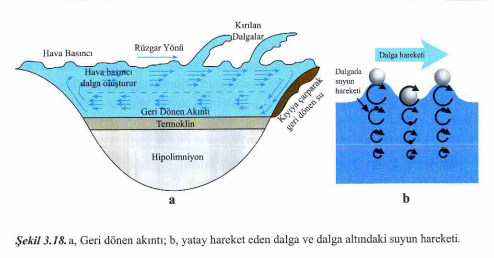 Kırılan
Dalgalar
Rüzgar Yönü
Hava Basıncı
Hava basıncı
dalga oluşturur
Geri Dönen Akıntı
Termoklin
Hipolimniyon
Kıyıya çarparak
geri dönen su
a
Dalga hareketi
Dalgada
suyun
hareketi
b
Şekil 3.18. a, Geri dönen akıntı; b, yatay hareket eden dalga ve dalga altındaki suyun hareketi.